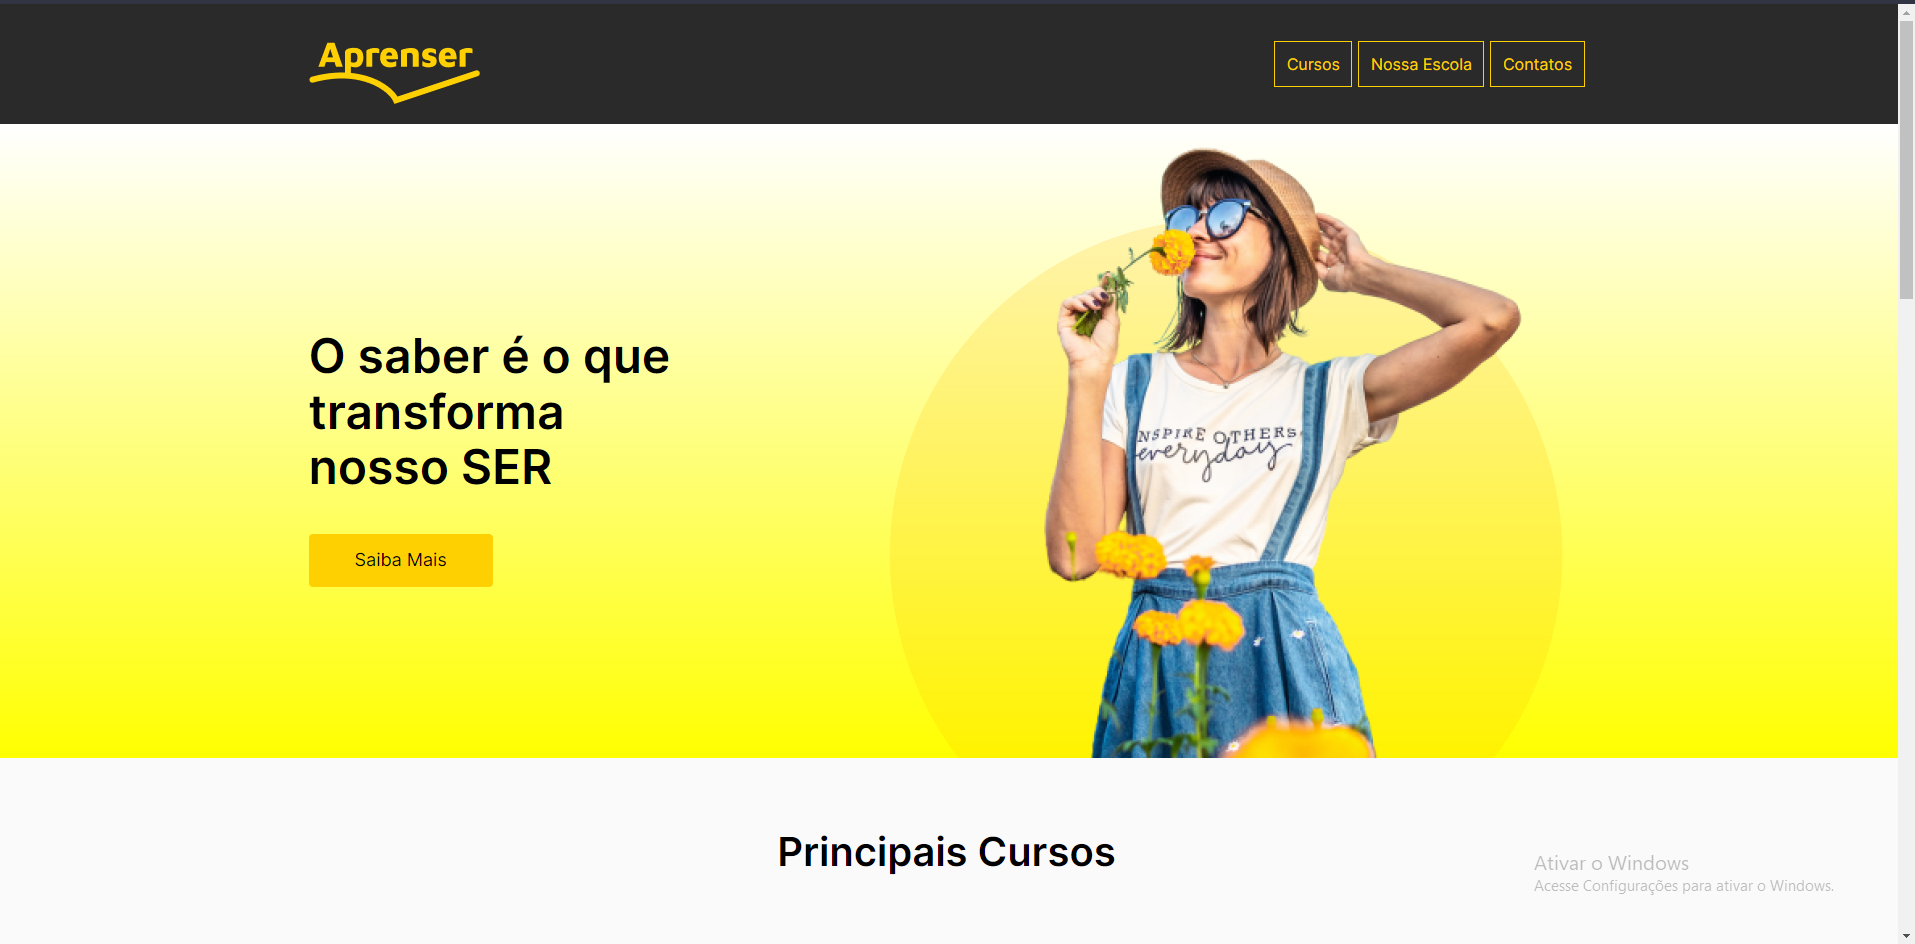 Aprenser
Cursos
Nossa Escola
Contatos
O saber é o que
transforma
nosso SER
Saiba Mais
NSPIRE OTHERS
everyday
Principais Cursos
Ativar o Windows
Acesse Configurações para ativar o Windows.